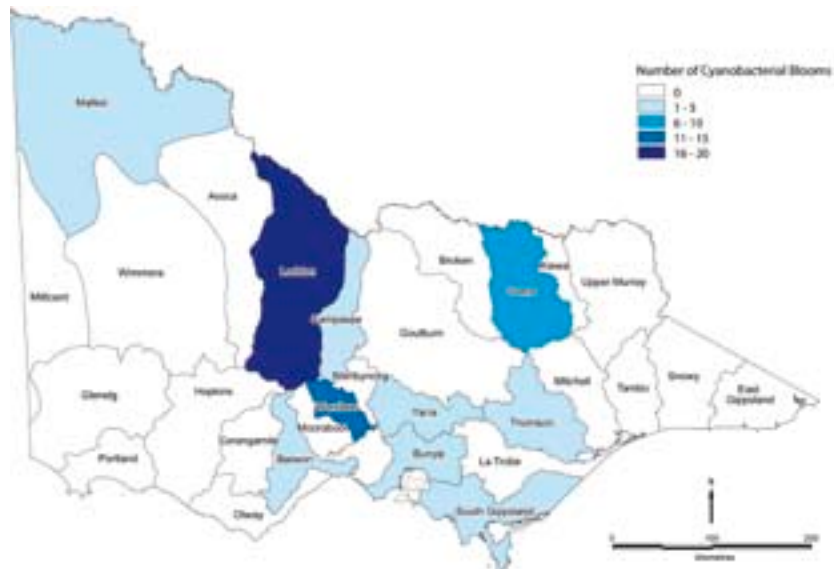 Number of Cyanobacterial Blooms
0
1 - 5
6 - 10
11 - 15
16 - 20
Mallee
Avoca
Wimmera
Loddon
Broken
Kiewa
Upper Murray
Ovens
Millicent
Campaspe
Goulburn
Glenelg
Hopkins
Mitchell
Tambo
Snowy
East
Gippsland
Moorabool
Yarra
Thomson
Corangamite
Portland
Barwon
Bunyip
La Trobe
Otway
South Gippsland
N
0
100
200
kilometres